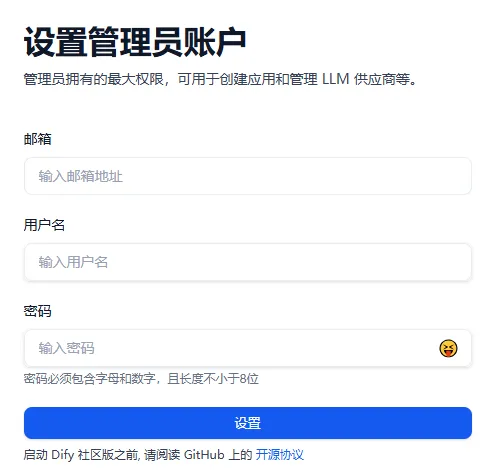 设置管理员账户
管理员拥有的最大权限，可用于创建应用和管理 LLM 供应商等。
邮箱
输入邮箱地址
用户名
输入用户名
密码
输入密码
密码必须包含字母和数字，且长度不小于8位
设置
启动 Dify 社区版之前, 请阅读 GitHub 上的 开源协议